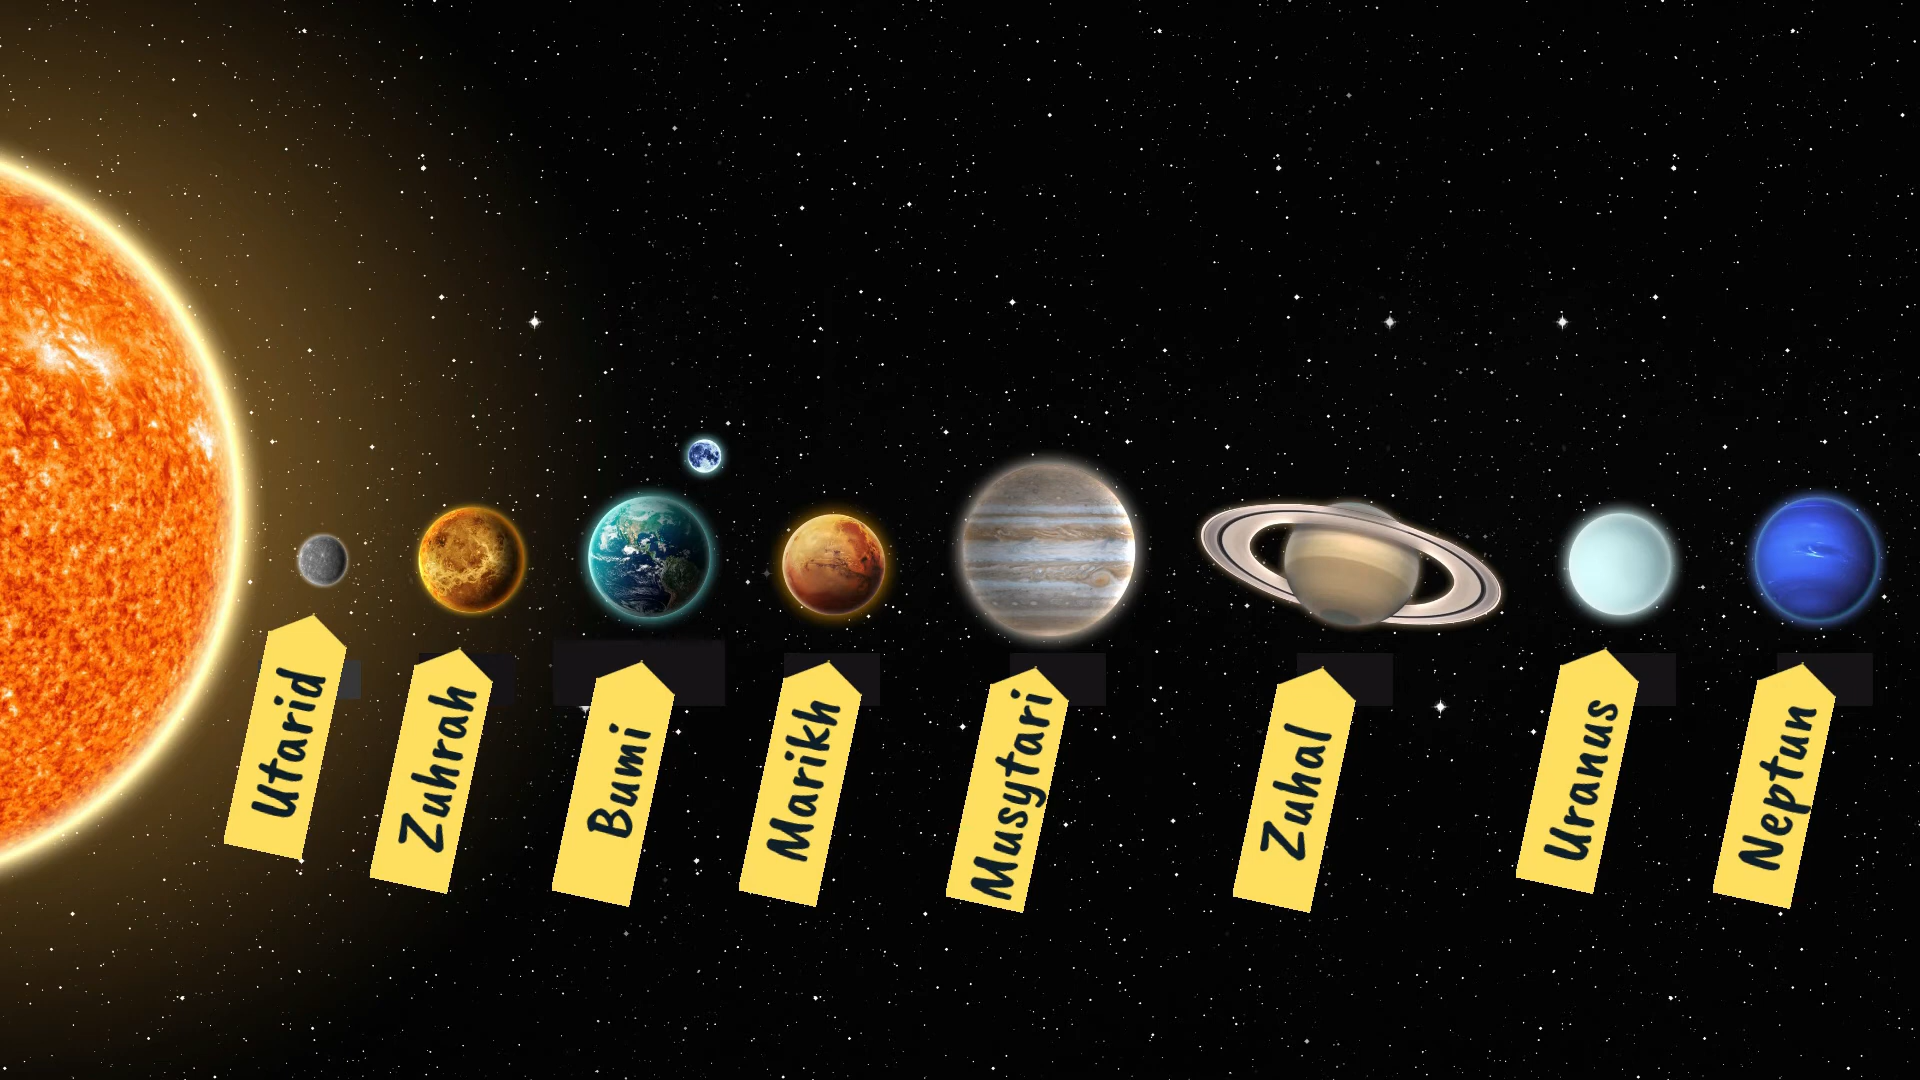 Utarid
Zuhrah
Bumi
Marikh
Musytari
Zuhal
Uranus
Neptun